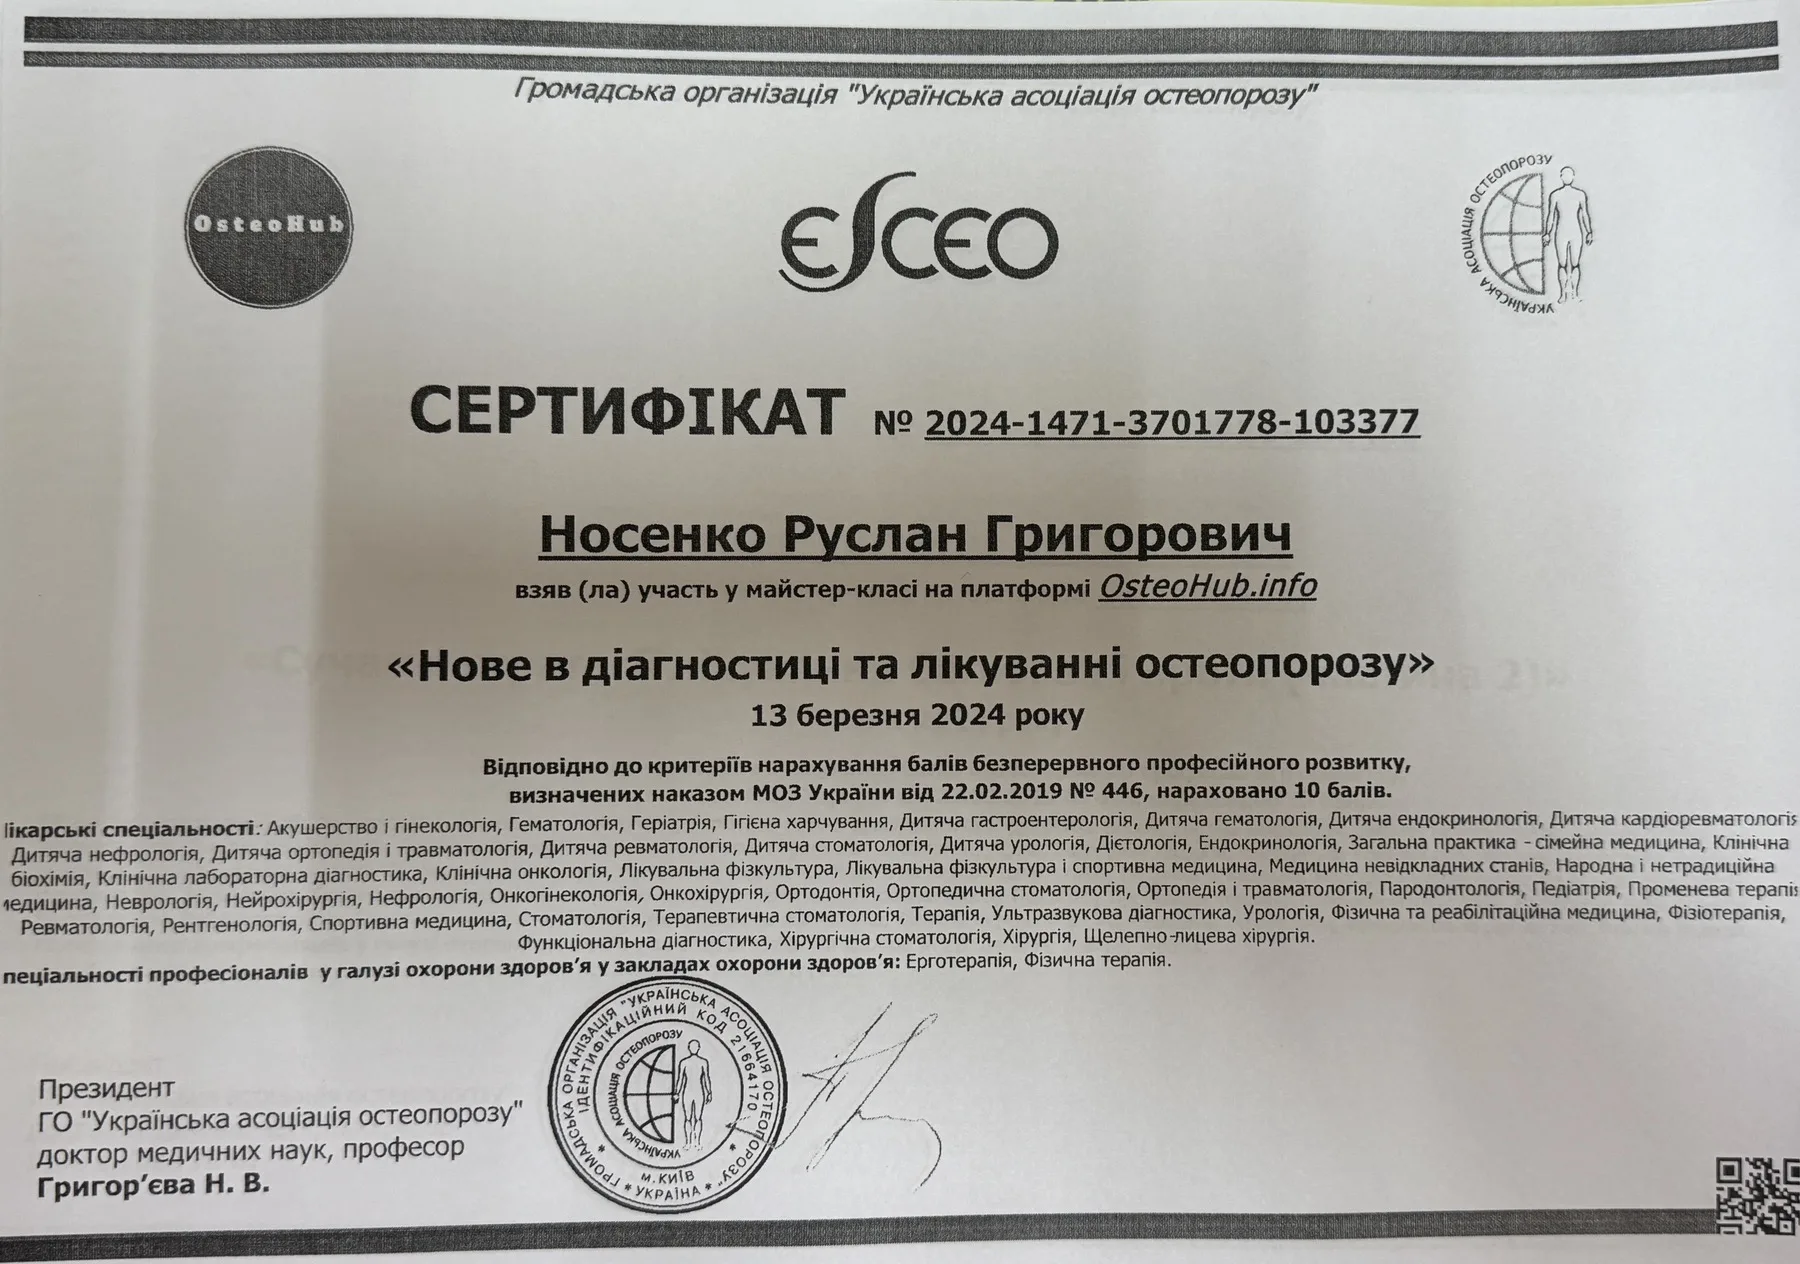 Громадська організація "Українська асоціація остеопорозу"
OsteoHub
ESCEO
УКРАЇНСЬКА АСОЦІАЦІЯ ОСТЕОПОРОЗУ
СЕРТИФІКАТ № 2024-1471-3701778-103377
Носенко Руслан Григорович
взяв (ла) участь у майстер-класі на платформі OsteoHub.info
«Нове в діагностиці та лікуванні остеопорозу»
13 березня 2024 року
Відповідно до критеріїв нарахування балів безперервного професійного розвитку,
визначених наказом МОЗ України від 22.02.2019 № 446, нараховано 10 балів.
ікарські спеціальності: Акушерство і гінекологія, Гематологія, Геріатрія, Гігієна харчування, Дитяча гастроентерологія, Дитяча гематологія, Дитяча ендокринологія, Дитяча кардіоревматологія
Дитяча нефрологія, Дитяча ортопедія і травматологія, Дитяча ревматологія, Дитяча стоматологія, Дитяча урологія, Дієтологія, Ендокринологія, Загальна практика - сімейна медицина, Клінічна
біохімія, Клінічна лабораторна діагностика, Клінічна онкологія, Лікувальна фізкультура, Лікувальна фізкультура і спортивна медицина, Медицина невідкладних станів, Народна і нетрадиційна
едицина, Неврологія, Нейрохірургія, Нефрологія, Онкогінекологія, Онкохірургія, Ортодонтія, Ортопедична стоматологія, Ортопедія і травматологія, Пародонтологія, Педіатрія, Променева терапія
Ревматологія, Рентгенологія, Спортивна медицина, Стоматологія, Терапевтична стоматологія, Терапія, Ультразвукова діагностика, Урологія, Фізична та реабілітаційна медицина, Фізіотерапія,
Функціональна діагностика, Хірургічна стоматологія, Хірургія, Щелепно-лицева хірургія.
пеціальності професіоналів у галузі охорони здоров’я у закладах охорони здоров’я: Ерготерапія, Фізична терапія.
Президент
ГО "Українська асоціація остеопорозу"
доктор медичних наук, професор
Григор’єва Н. В.
ГРОМАДСЬКА ОРГАНІЗАЦІЯ "УКРАЇНСЬКА АСОЦІАЦІЯ ОСТЕОПОРОЗУ"
ІДЕНТИФІКАЦІЙНИЙ КОД 21664170
УКРАЇНСЬКА АСОЦІАЦІЯ ОСТЕОПОРОЗУ
м. КИЇВ
* УКРАЇНА *